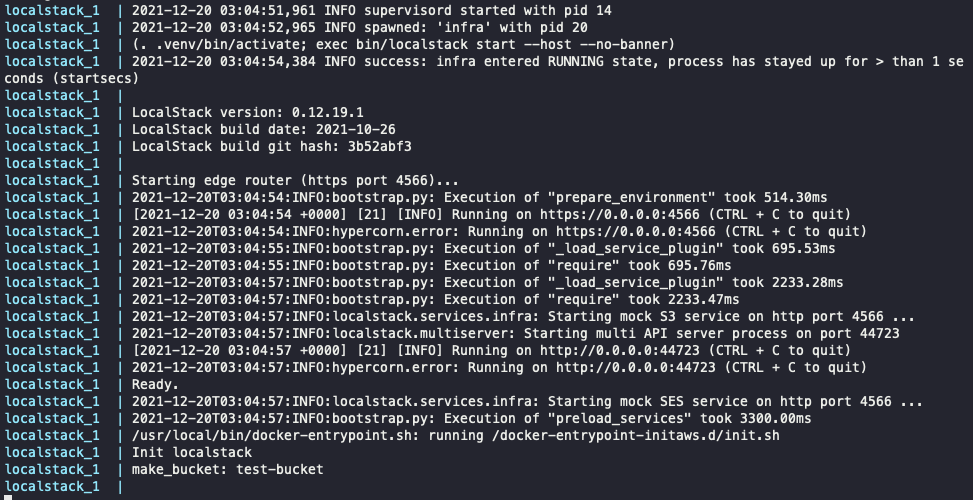 localstack_1  | 2021-12-20 03:04:51,961 INFO supervisord started with pid 14
localstack_1  | 2021-12-20 03:04:52,965 INFO spawned: 'infra' with pid 20
localstack_1  | (. .venv/bin/activate; exec bin/localstack start --host --no-banner)
localstack_1  | 2021-12-20 03:04:54,384 INFO success: infra entered RUNNING state, process has stayed up for > than 1 se
conds (startsecs)
localstack_1  |
localstack_1  | LocalStack version: 0.12.19.1
localstack_1  | LocalStack build date: 2021-10-26
localstack_1  | LocalStack build git hash: 3b52abf3
localstack_1  |
localstack_1  | Starting edge router (https port 4566)...
localstack_1  | 2021-12-20T03:04:54:INFO:bootstrap.py: Execution of "prepare_environment" took 514.30ms
localstack_1  | [2021-12-20 03:04:54 +0000] [21] [INFO] Running on https://0.0.0.0:4566 (CTRL + C to quit)
localstack_1  | 2021-12-20T03:04:54:INFO:hypercorn.error: Running on https://0.0.0.0:4566 (CTRL + C to quit)
localstack_1  | 2021-12-20T03:04:55:INFO:bootstrap.py: Execution of "_load_service_plugin" took 695.53ms
localstack_1  | 2021-12-20T03:04:55:INFO:bootstrap.py: Execution of "require" took 695.76ms
localstack_1  | 2021-12-20T03:04:57:INFO:bootstrap.py: Execution of "_load_service_plugin" took 2233.28ms
localstack_1  | 2021-12-20T03:04:57:INFO:bootstrap.py: Execution of "require" took 2233.47ms
localstack_1  | 2021-12-20T03:04:57:INFO:localstack.services.infra: Starting mock S3 service on http port 4566 ...
localstack_1  | 2021-12-20T03:04:57:INFO:localstack.multiserver: Starting multi API server process on port 44723
localstack_1  | [2021-12-20 03:04:57 +0000] [21] [INFO] Running on http://0.0.0.0:44723 (CTRL + C to quit)
localstack_1  | 2021-12-20T03:04:57:INFO:hypercorn.error: Running on http://0.0.0.0:44723 (CTRL + C to quit)
localstack_1  | Ready.
localstack_1  | 2021-12-20T03:04:57:INFO:localstack.services.infra: Starting mock SES service on http port 4566 ...
localstack_1  | 2021-12-20T03:04:57:INFO:bootstrap.py: Execution of "preload_services" took 3300.00ms
localstack_1  | /usr/local/bin/docker-entrypoint.sh: running /docker-entrypoint-initaws.d/init.sh
localstack_1  | Init localstack
localstack_1  | make_bucket: test-bucket
localstack_1  |